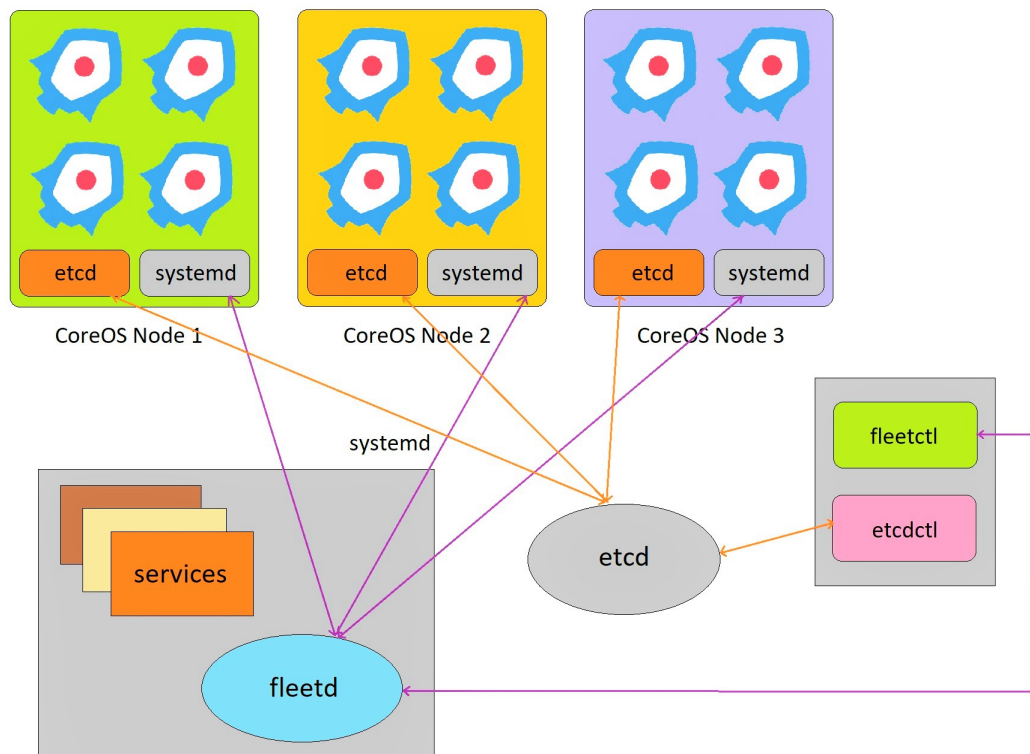 etcd
systemd
etcd
systemd
etcd
systemd
CoreOS Node 1
CoreOS Node 2
CoreOS Node 3
fleetctl
systemd
etcdctl
etcd
services
fleetd